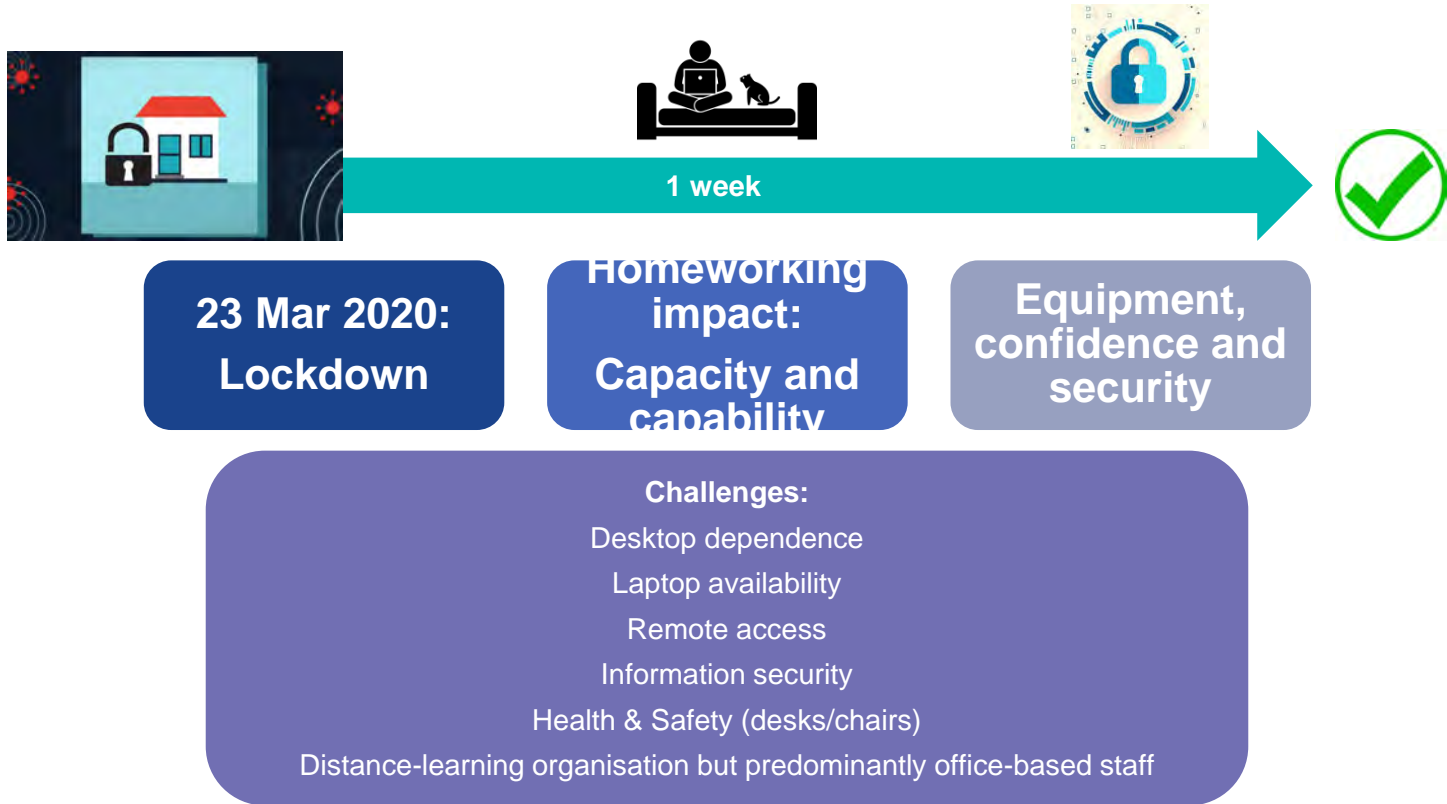 1 week
23 Mar 2020:
Lockdown
Homeworking
impact:
Capacity and
capability
Equipment,
confidence and
security
Challenges:
Desktop dependence
Laptop availability
Remote access
Information security
Health & Safety (desks/chairs)
Distance-learning organisation but predominantly office-based staff